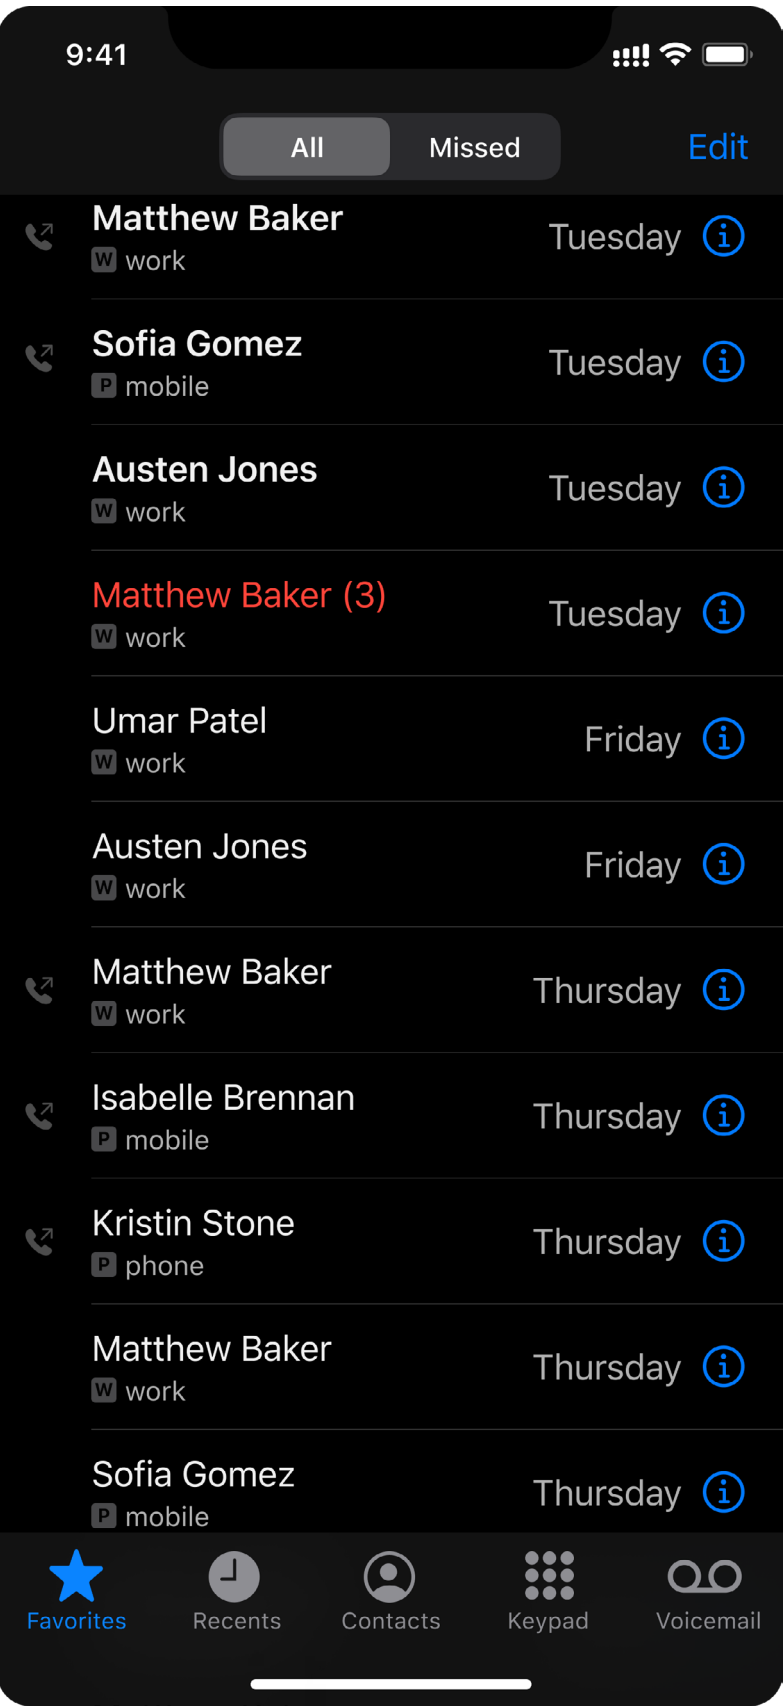 9:41
All Missed Edit
Matthew Baker
W work
Tuesday
Sofia Gomez
P mobile
Tuesday
Austen Jones
W work
Tuesday
Matthew Baker (3)
W work
Tuesday
Umar Patel
W work
Friday
Austen Jones
W work
Friday
Matthew Baker
W work
Thursday
Isabelle Brennan
P mobile
Thursday
Kristin Stone
P phone
Thursday
Matthew Baker
W work
Thursday
Sofia Gomez
P mobile
Thursday
Favorites Recents Contacts Keypad Voicemail